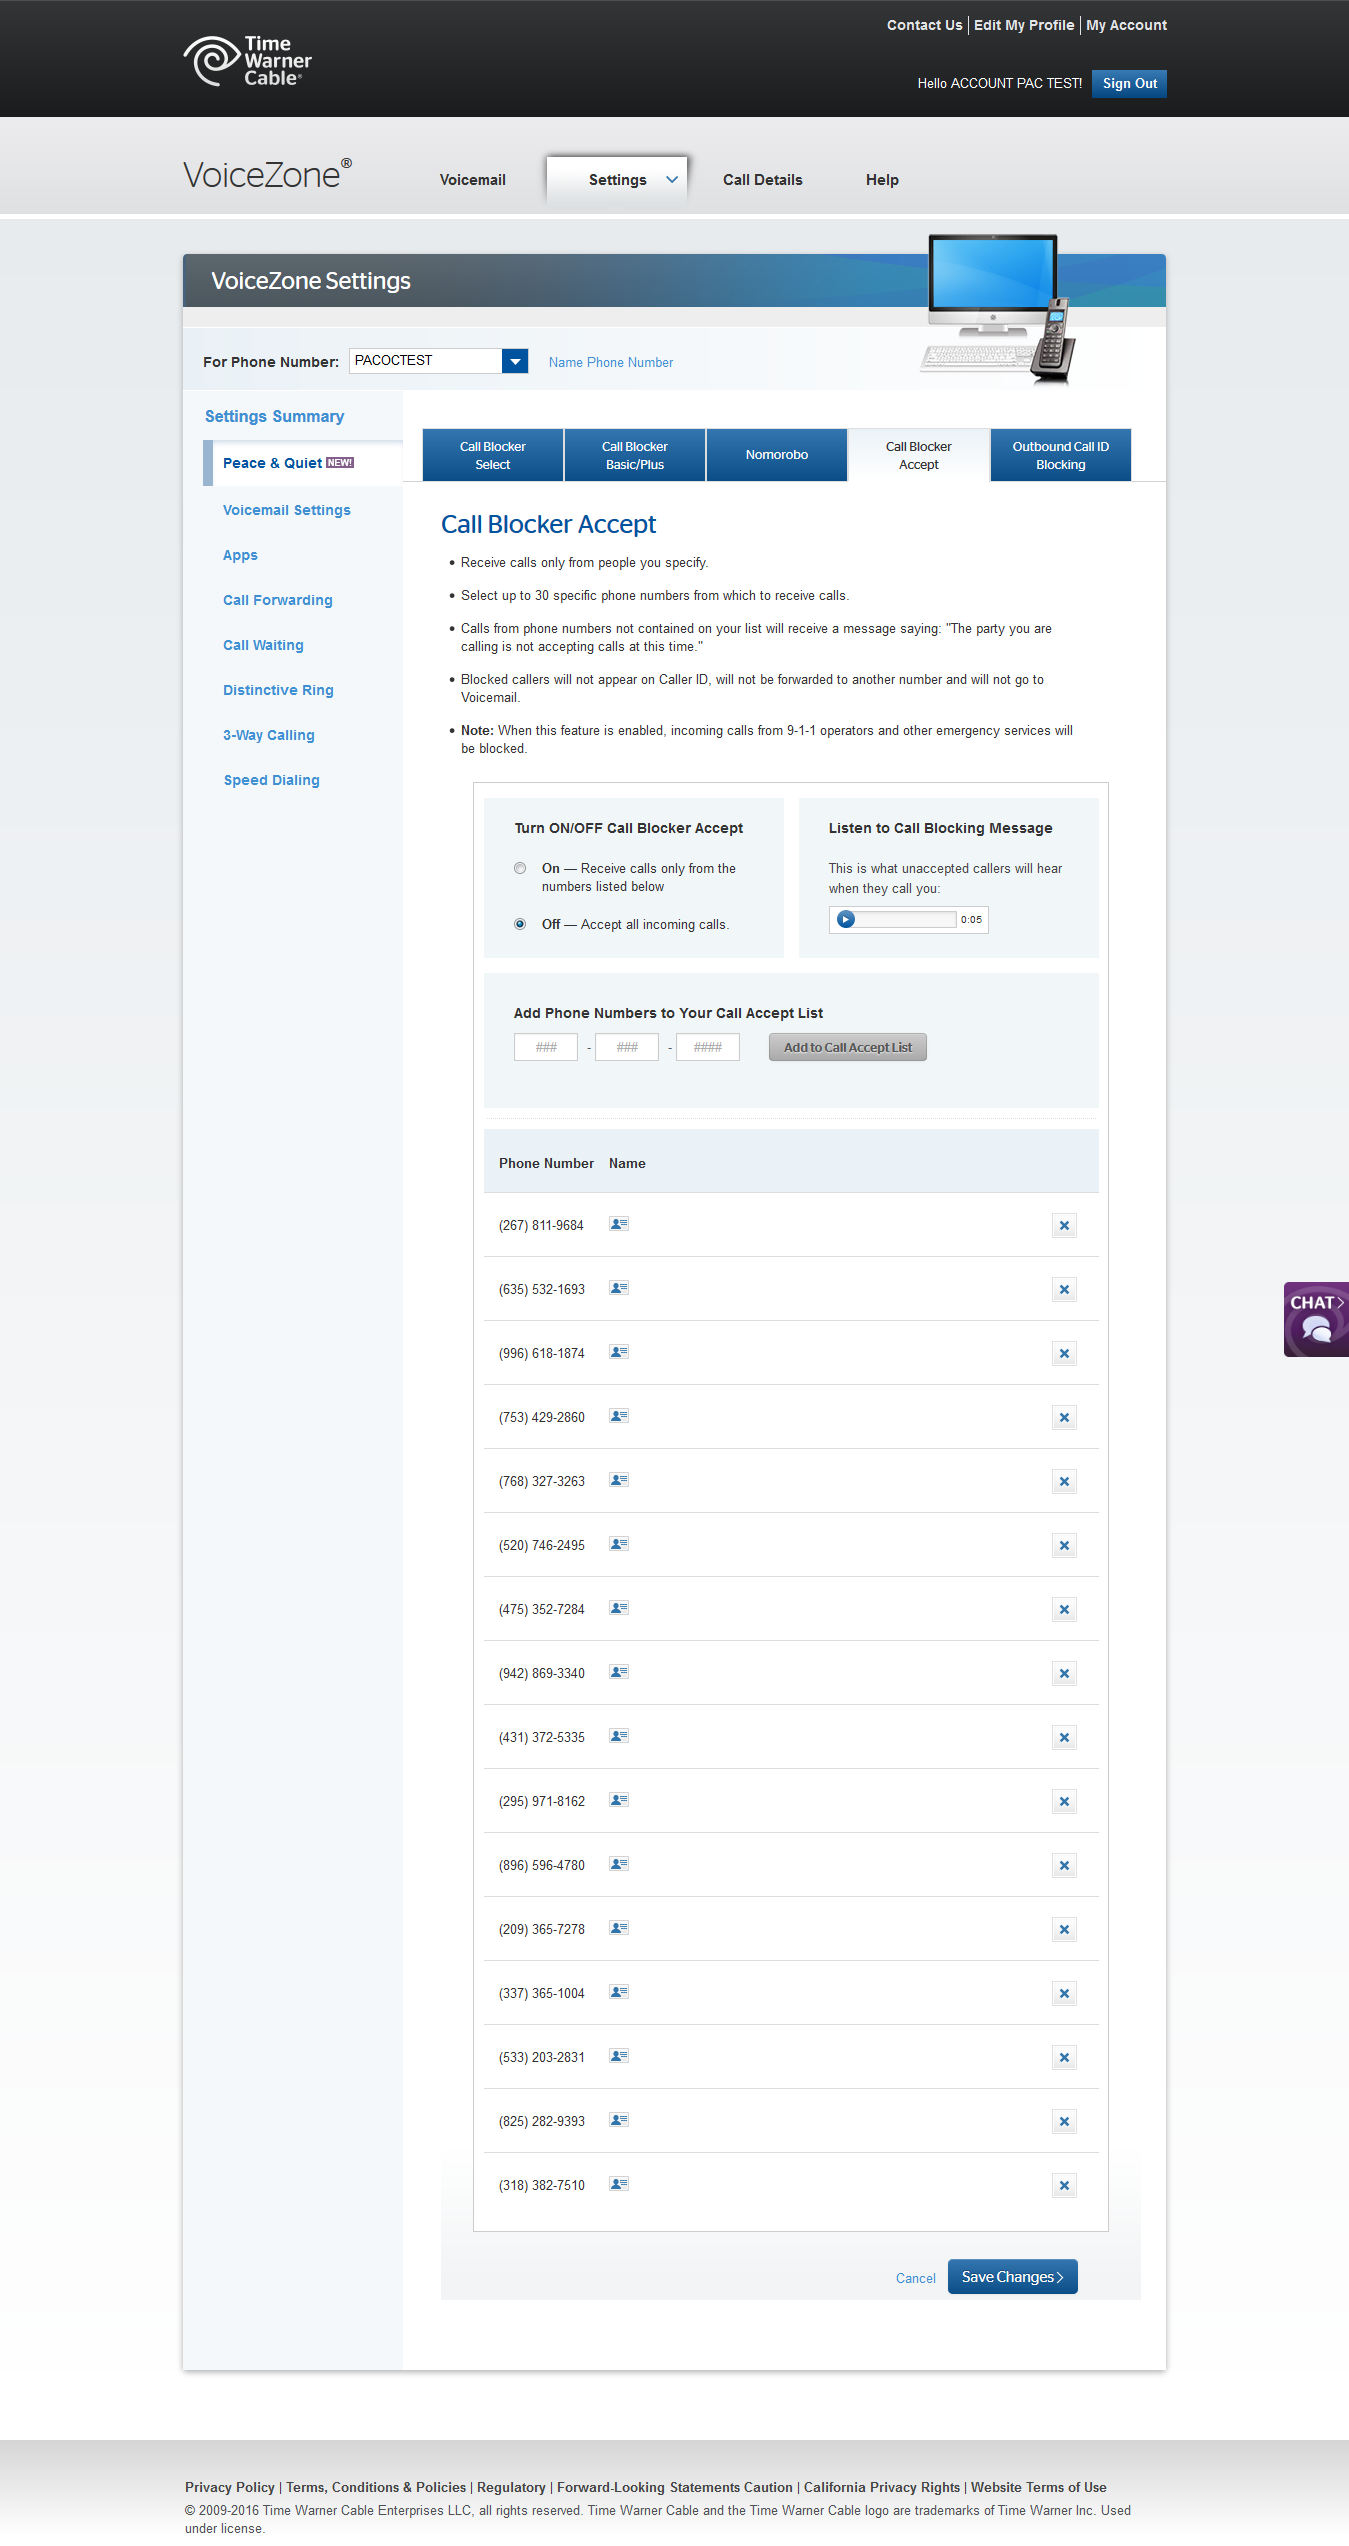 Time
Warner
Cable®
Contact Us | Edit My Profile | My Account
Hello ACCOUNT PAC TEST! Sign Out
VoiceZone®
Voicemail Settings Call Details Help
VoiceZone Settings
For Phone Number: PACOCTEST Name Phone Number
Settings Summary
Peace & Quiet NEW!
Voicemail Settings
Apps
Call Forwarding
Call Waiting
Distinctive Ring
3-Way Calling
Speed Dialing
Call Blocker
Select
Call Blocker
Basic/Plus
Nomorobo
Call Blocker
Accept
Outbound Call ID
Blocking
Call Blocker Accept
• Receive calls only from people you specify.
• Select up to 30 specific phone numbers from which to receive calls.
• Calls from phone numbers not contained on your list will receive a message saying: "The party you are
calling is not accepting calls at this time."
• Blocked callers will not appear on Caller ID, will not be forwarded to another number and will not go to
Voicemail.
• Note: When this feature is enabled, incoming calls from 9-1-1 operators and other emergency services will
be blocked.
Turn ON/OFF Call Blocker Accept
On — Receive calls only from the
numbers listed below
Off — Accept all incoming calls.
Listen to Call Blocking Message
This is what unaccepted callers will hear
when they call you:
0:05
Add Phone Numbers to Your Call Accept List
### - ### - #### Add to Call Accept List
Phone Number Name
(267) 811-9684
(635) 532-1693
(996) 618-1874
(753) 429-2860
(768) 327-3263
(520) 746-2495
(475) 352-7284
(942) 869-3340
(431) 372-5335
(295) 971-8162
(896) 596-4780
(209) 365-7278
(337) 365-1004
(533) 203-2831
(825) 282-9393
(318) 382-7510
CHAT
Cancel Save Changes
Privacy Policy | Terms, Conditions & Policies | Regulatory | Forward-Looking Statements Caution | California Privacy Rights | Website Terms of Use
© 2009-2016 Time Warner Cable Enterprises LLC, all rights reserved. Time Warner Cable and the Time Warner Cable logo are trademarks of Time Warner Inc. Used
under license.